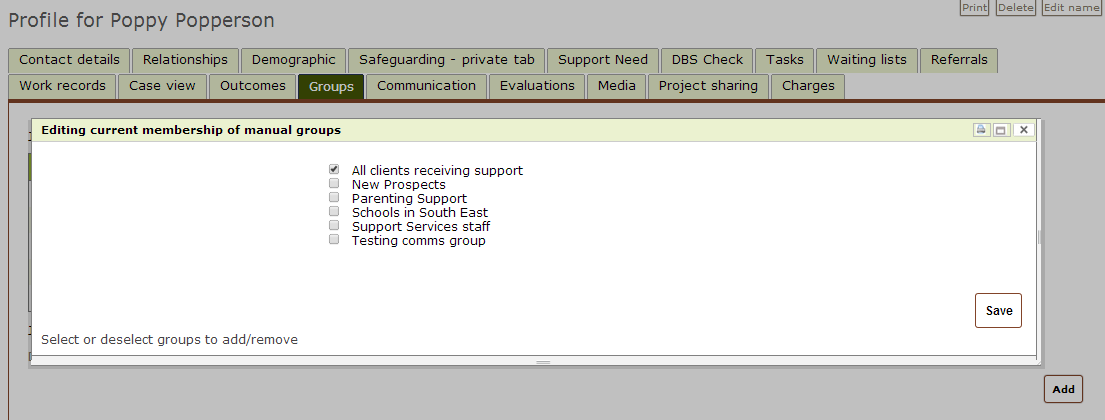 Print Delete Edit name
Profile for Poppy Popperson
Contact details Relationships Demographic Safeguarding - private tab Support Need DBS Check Tasks Waiting lists Referrals
Work records Case view Outcomes Groups Communication Evaluations Media Project sharing Charges
Editing current membership of manual groups
All clients receiving support
New Prospects
Parenting Support
Schools in South East
Support Services staff
Testing comms group
Save
Select or deselect groups to add/remove
Add